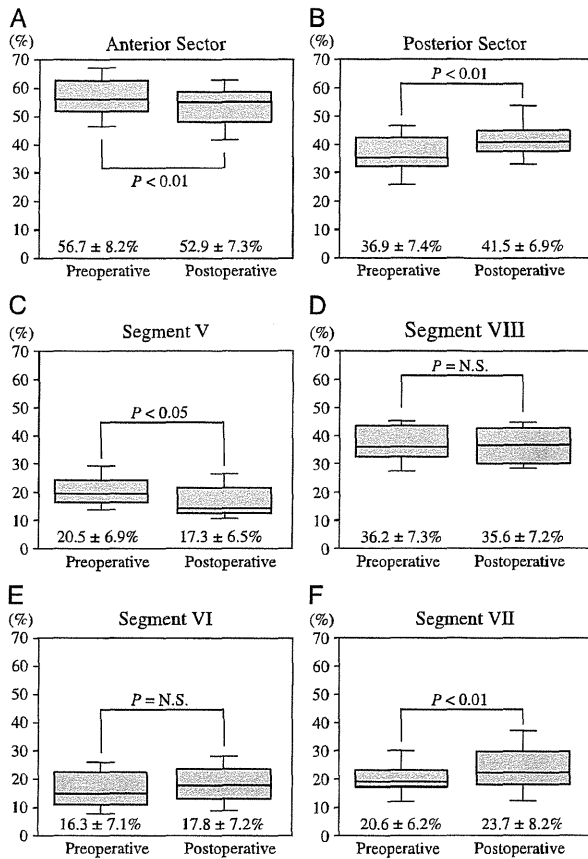 A
(%)
Anterior Sector
70
60
50
40
30
20
10
0
P < 0.01
56.7 ± 8.2% 52.9 ± 7.3%
Preoperative Postoperative
B
(%)
Posterior Sector
70
60
50
40
30
20
10
0
P < 0.01
36.9 ± 7.4% 41.5 ± 6.9%
Preoperative Postoperative
C
(%)
Segment V
70
60
50
40
30
20
10
0
P < 0.05
20.5 ± 6.9% 17.3 ± 6.5%
Preoperative Postoperative
D
(%)
Segment VIII
70
60
50
40
30
20
10
0
P = N.S.
36.2 ± 7.3% 35.6 ± 7.2%
Preoperative Postoperative
E
(%)
Segment VI
70
60
50
40
30
20
10
0
P = N.S.
16.3 ± 7.1% 17.8 ± 7.2%
Preoperative Postoperative
F
(%)
Segment VII
70
60
50
40
30
20
10
0
P < 0.01
20.6 ± 6.2% 23.7 ± 8.2%
Preoperative Postoperative